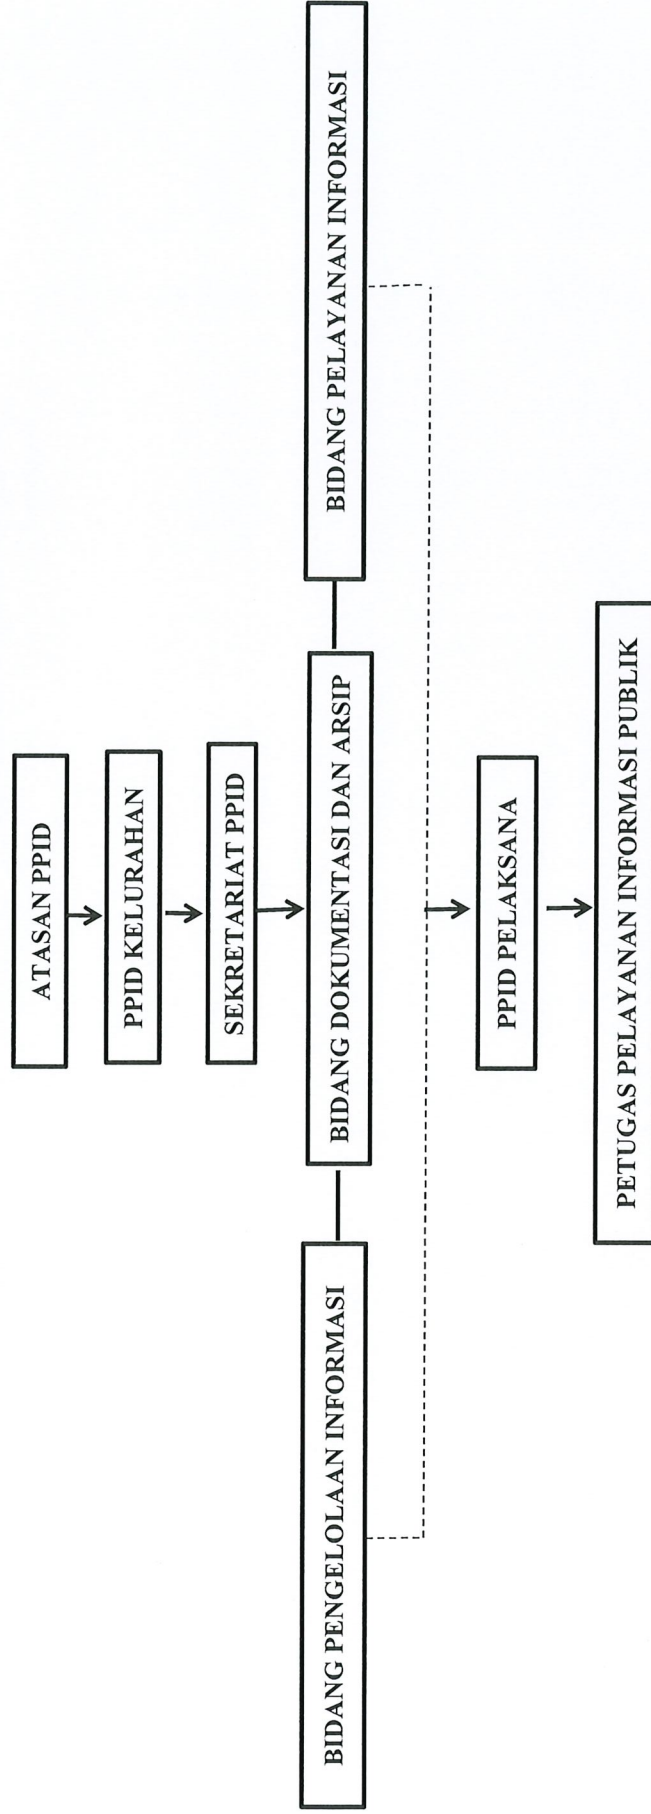 ATASAN PPID
PPID KELURAHAN
SEKRETARIAT PPID
BIDANG PENGELOLAAN INFORMASI
BIDANG DOKUMENTASI DAN ARSIP
BIDANG PELAYANAN INFORMASI
PPID PELAKSANA
PETUGAS PELAYANAN INFORMASI PUBLIK